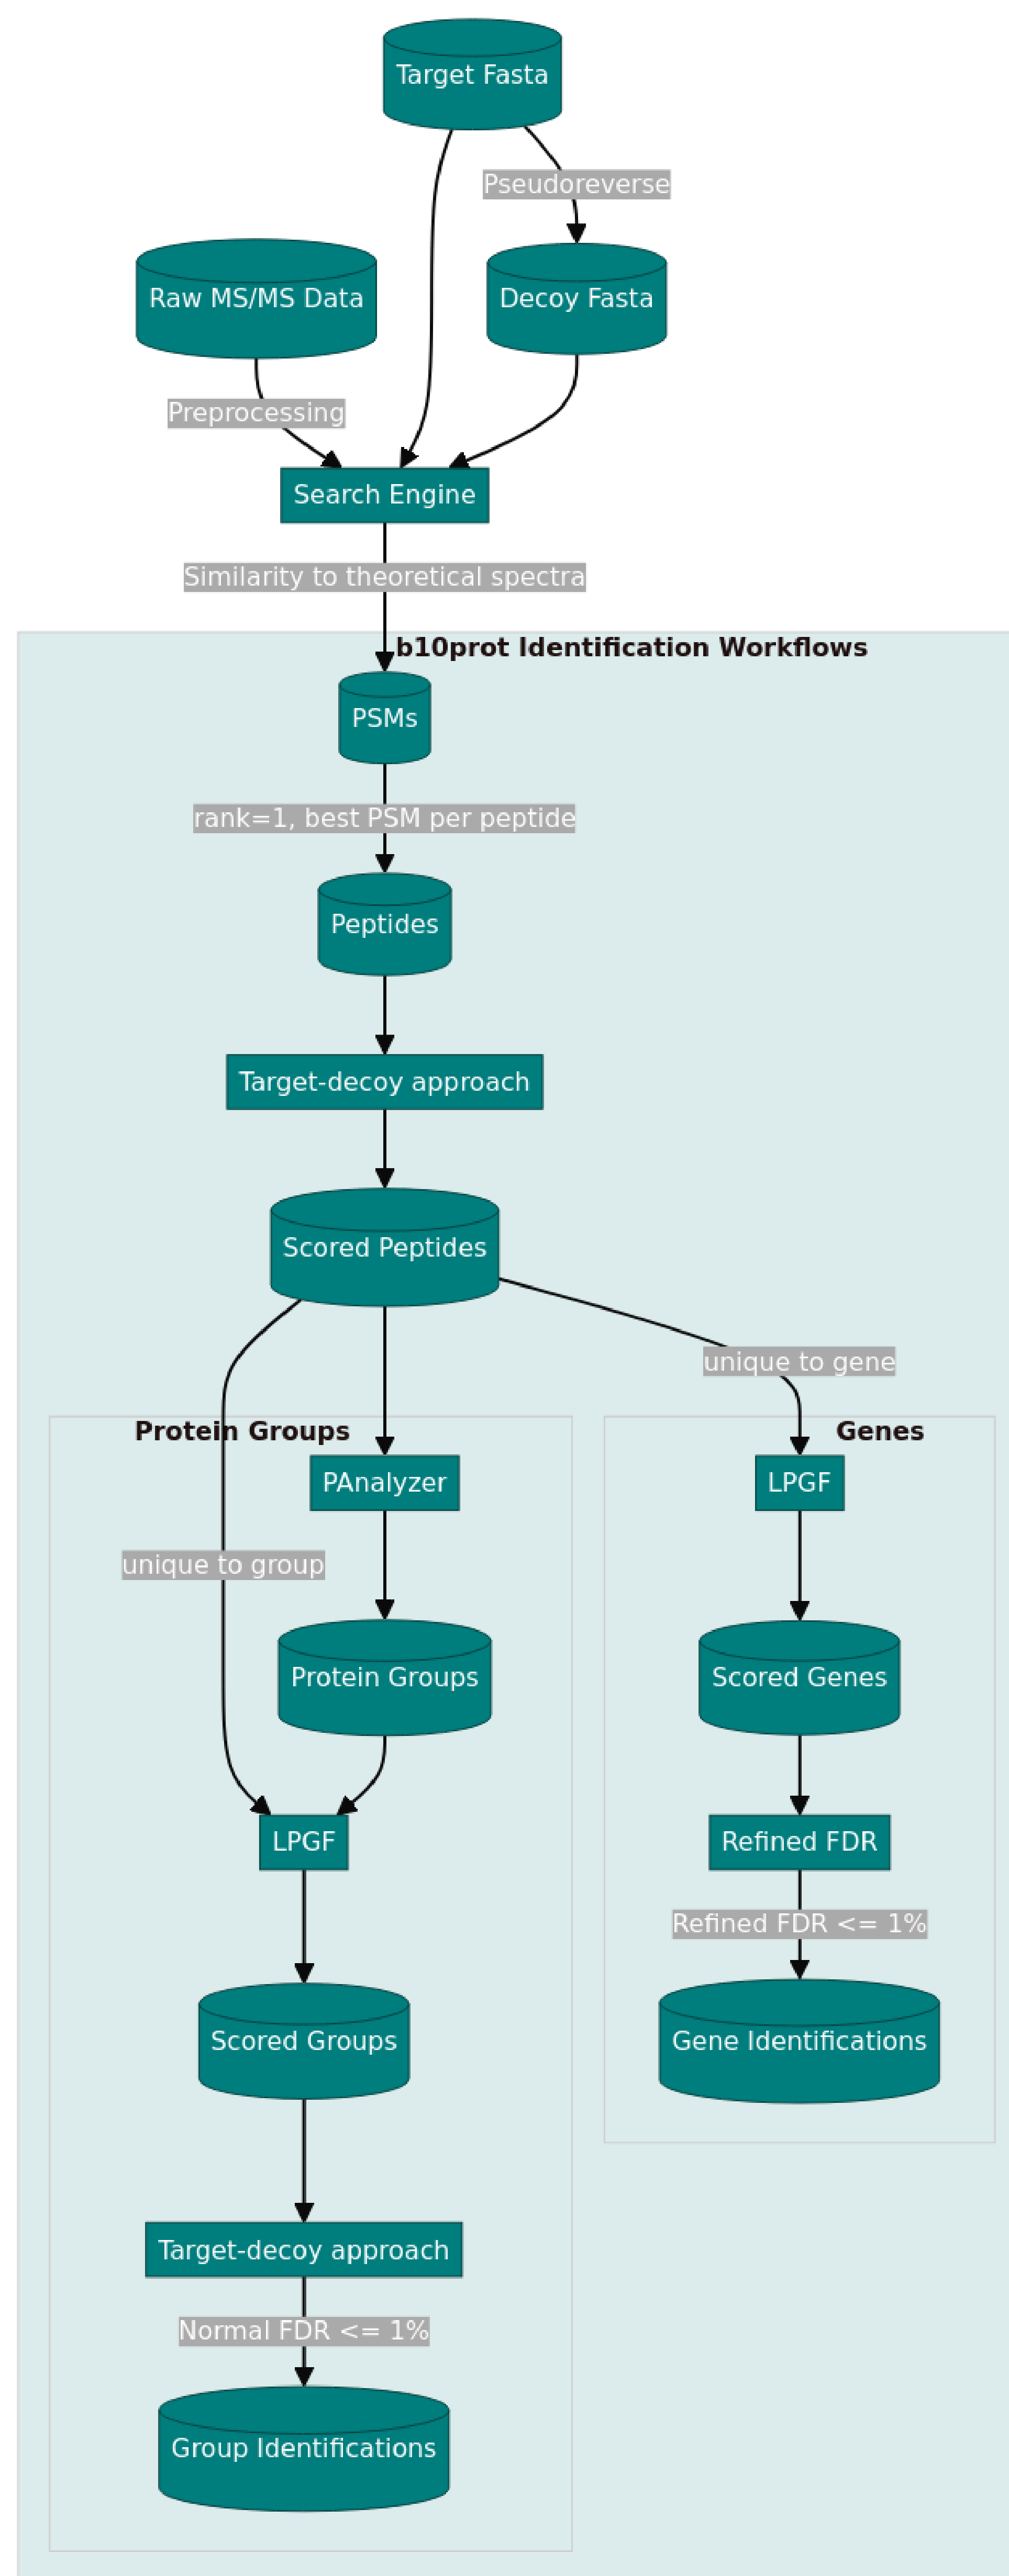 Target Fasta
Pseudoreverse
Raw MS/MS Data
Decoy Fasta
Preprocessing
Search Engine
Similarity to theoretical spectra
b10prot Identification Workflows
PSMs
rank=1, best PSM per peptide
Peptides
Target-decoy approach
Scored Peptides
unique to gene
Protein Groups
Genes
PAnalyzer
LPGF
unique to group
Protein Groups
Scored Genes
LPGF
Refined FDR
Refined FDR <= 1%
Scored Groups
Gene Identifications
Target-decoy approach
Normal FDR <= 1%
Group Identifications